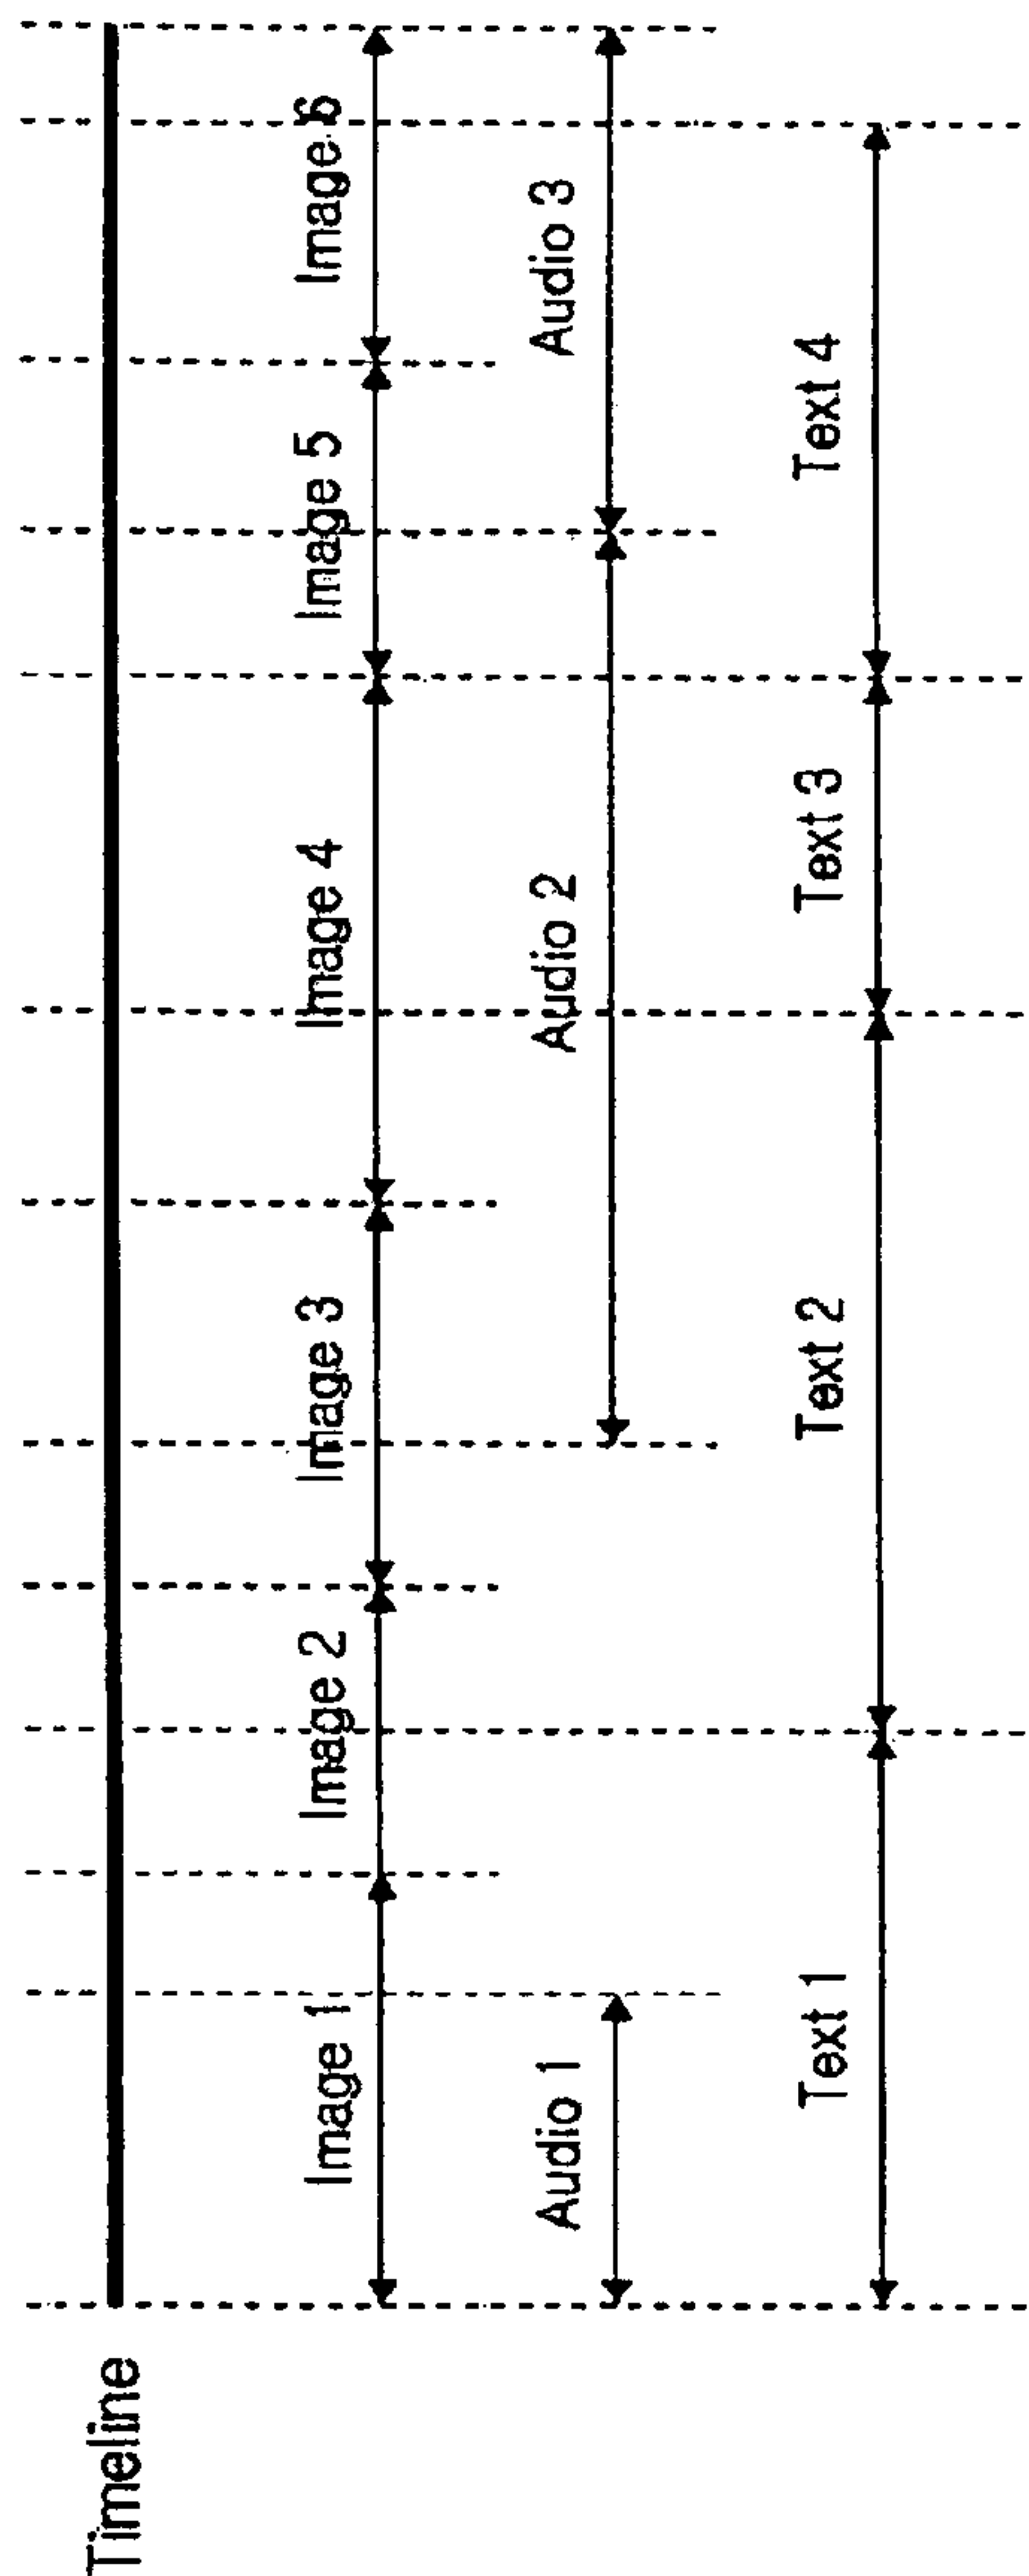 Timeline
Image 1
Image 2
Image 3
Image 4
Image 5
Image 6
Audio 1
Audio 2
Audio 3
Text 1
Text 2
Text 3
Text 4